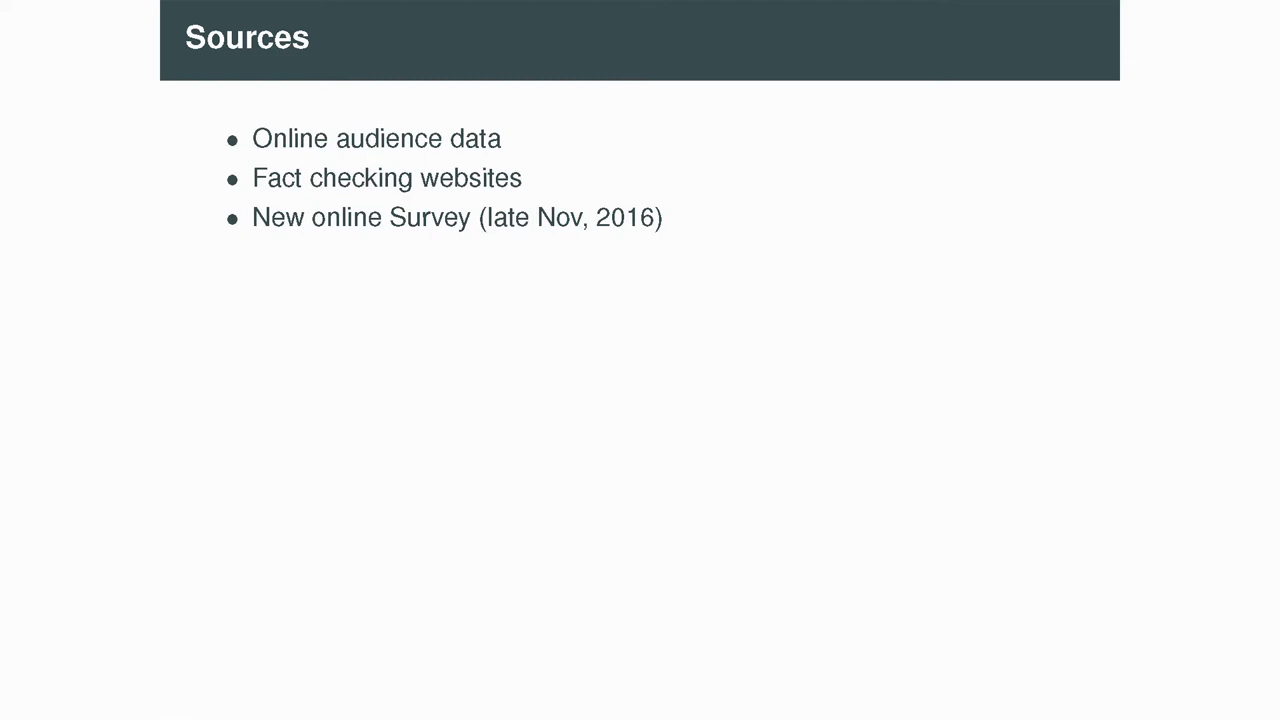 Sources
• Online audience data
• Fact checking websites
• New online Survey (late Nov, 2016)